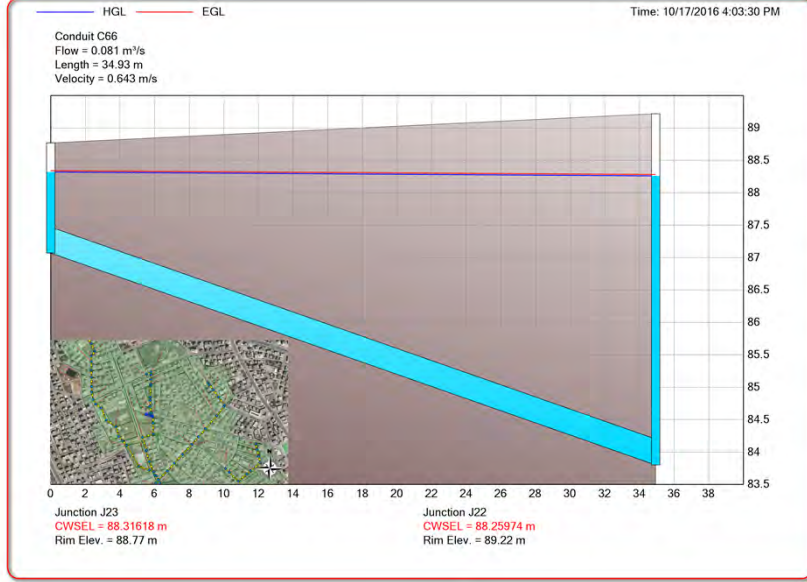 HGL EGL Time: 10/17/2016 4:03:30 PM
Conduit C66
Flow = 0.081 m³/s
Length = 34.93 m
Velocity = 0.643 m/s
89
88.5
88
87.5
87
86.5
86
85.5
85
84.5
84
83.5
0 2 4 6 8 10 12 14 16 18 20 22 24 26 28 30 32 34 36 38
Junction J23 Junction J22
CWSEL = 88.31618 m CWSEL = 88.25974 m
Rim Elev. = 88.77 m Rim Elev. = 89.22 m